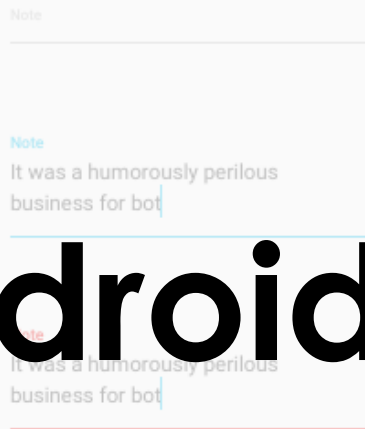 Note
Note
It was a humorously perilous
business for bot
droid
Note
It was a humorously perilous
business for bot